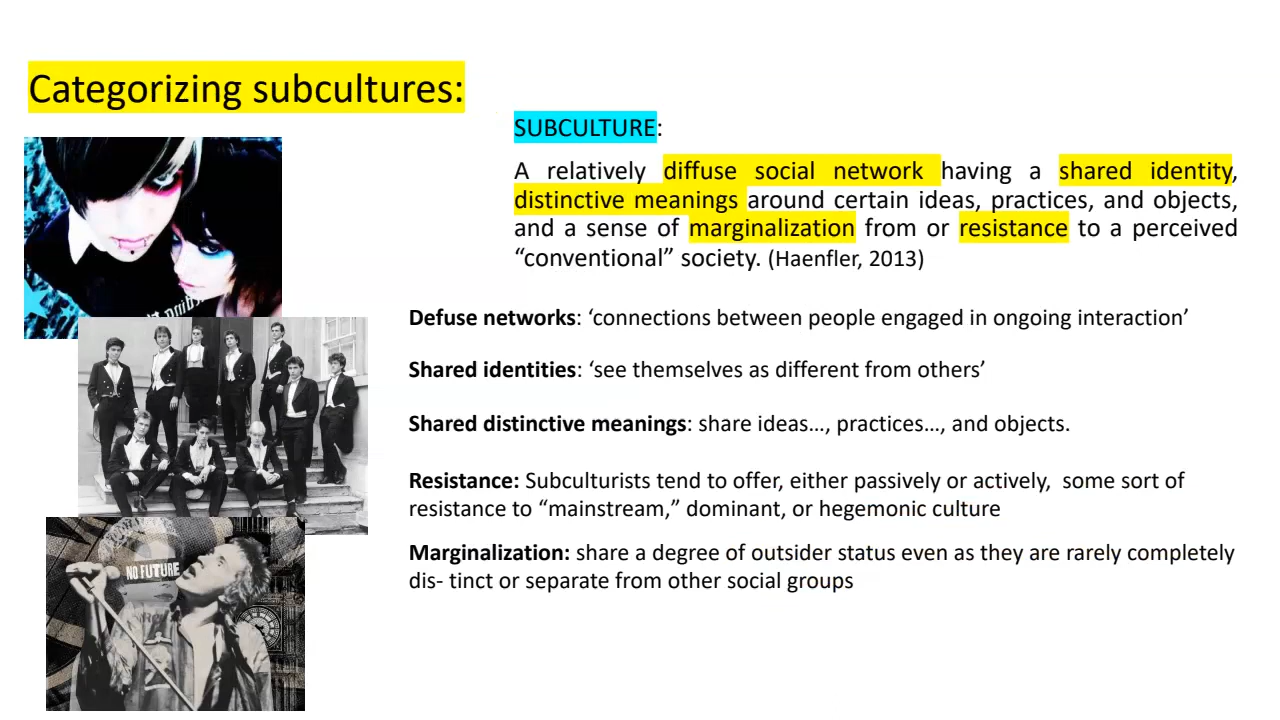 Categorizing subcultures:
SUBCULTURE:
A relatively diffuse social network having a shared identity,
distinctive meanings around certain ideas, practices, and objects,
and a sense of marginalization from or resistance to a perceived
“conventional” society. (Haenfler, 2013)
Defuse networks: ‘connections between people engaged in ongoing interaction’
Shared identities: ‘see themselves as different from others’
Shared distinctive meanings: share ideas…, practices…, and objects.
Resistance: Subculturists tend to offer, either passively or actively,  some sort of
resistance to “mainstream,” dominant, or hegemonic culture
Marginalization: share a degree of outsider status even as they are rarely completely
dis- tinct or separate from other social groups
NO FUTURE